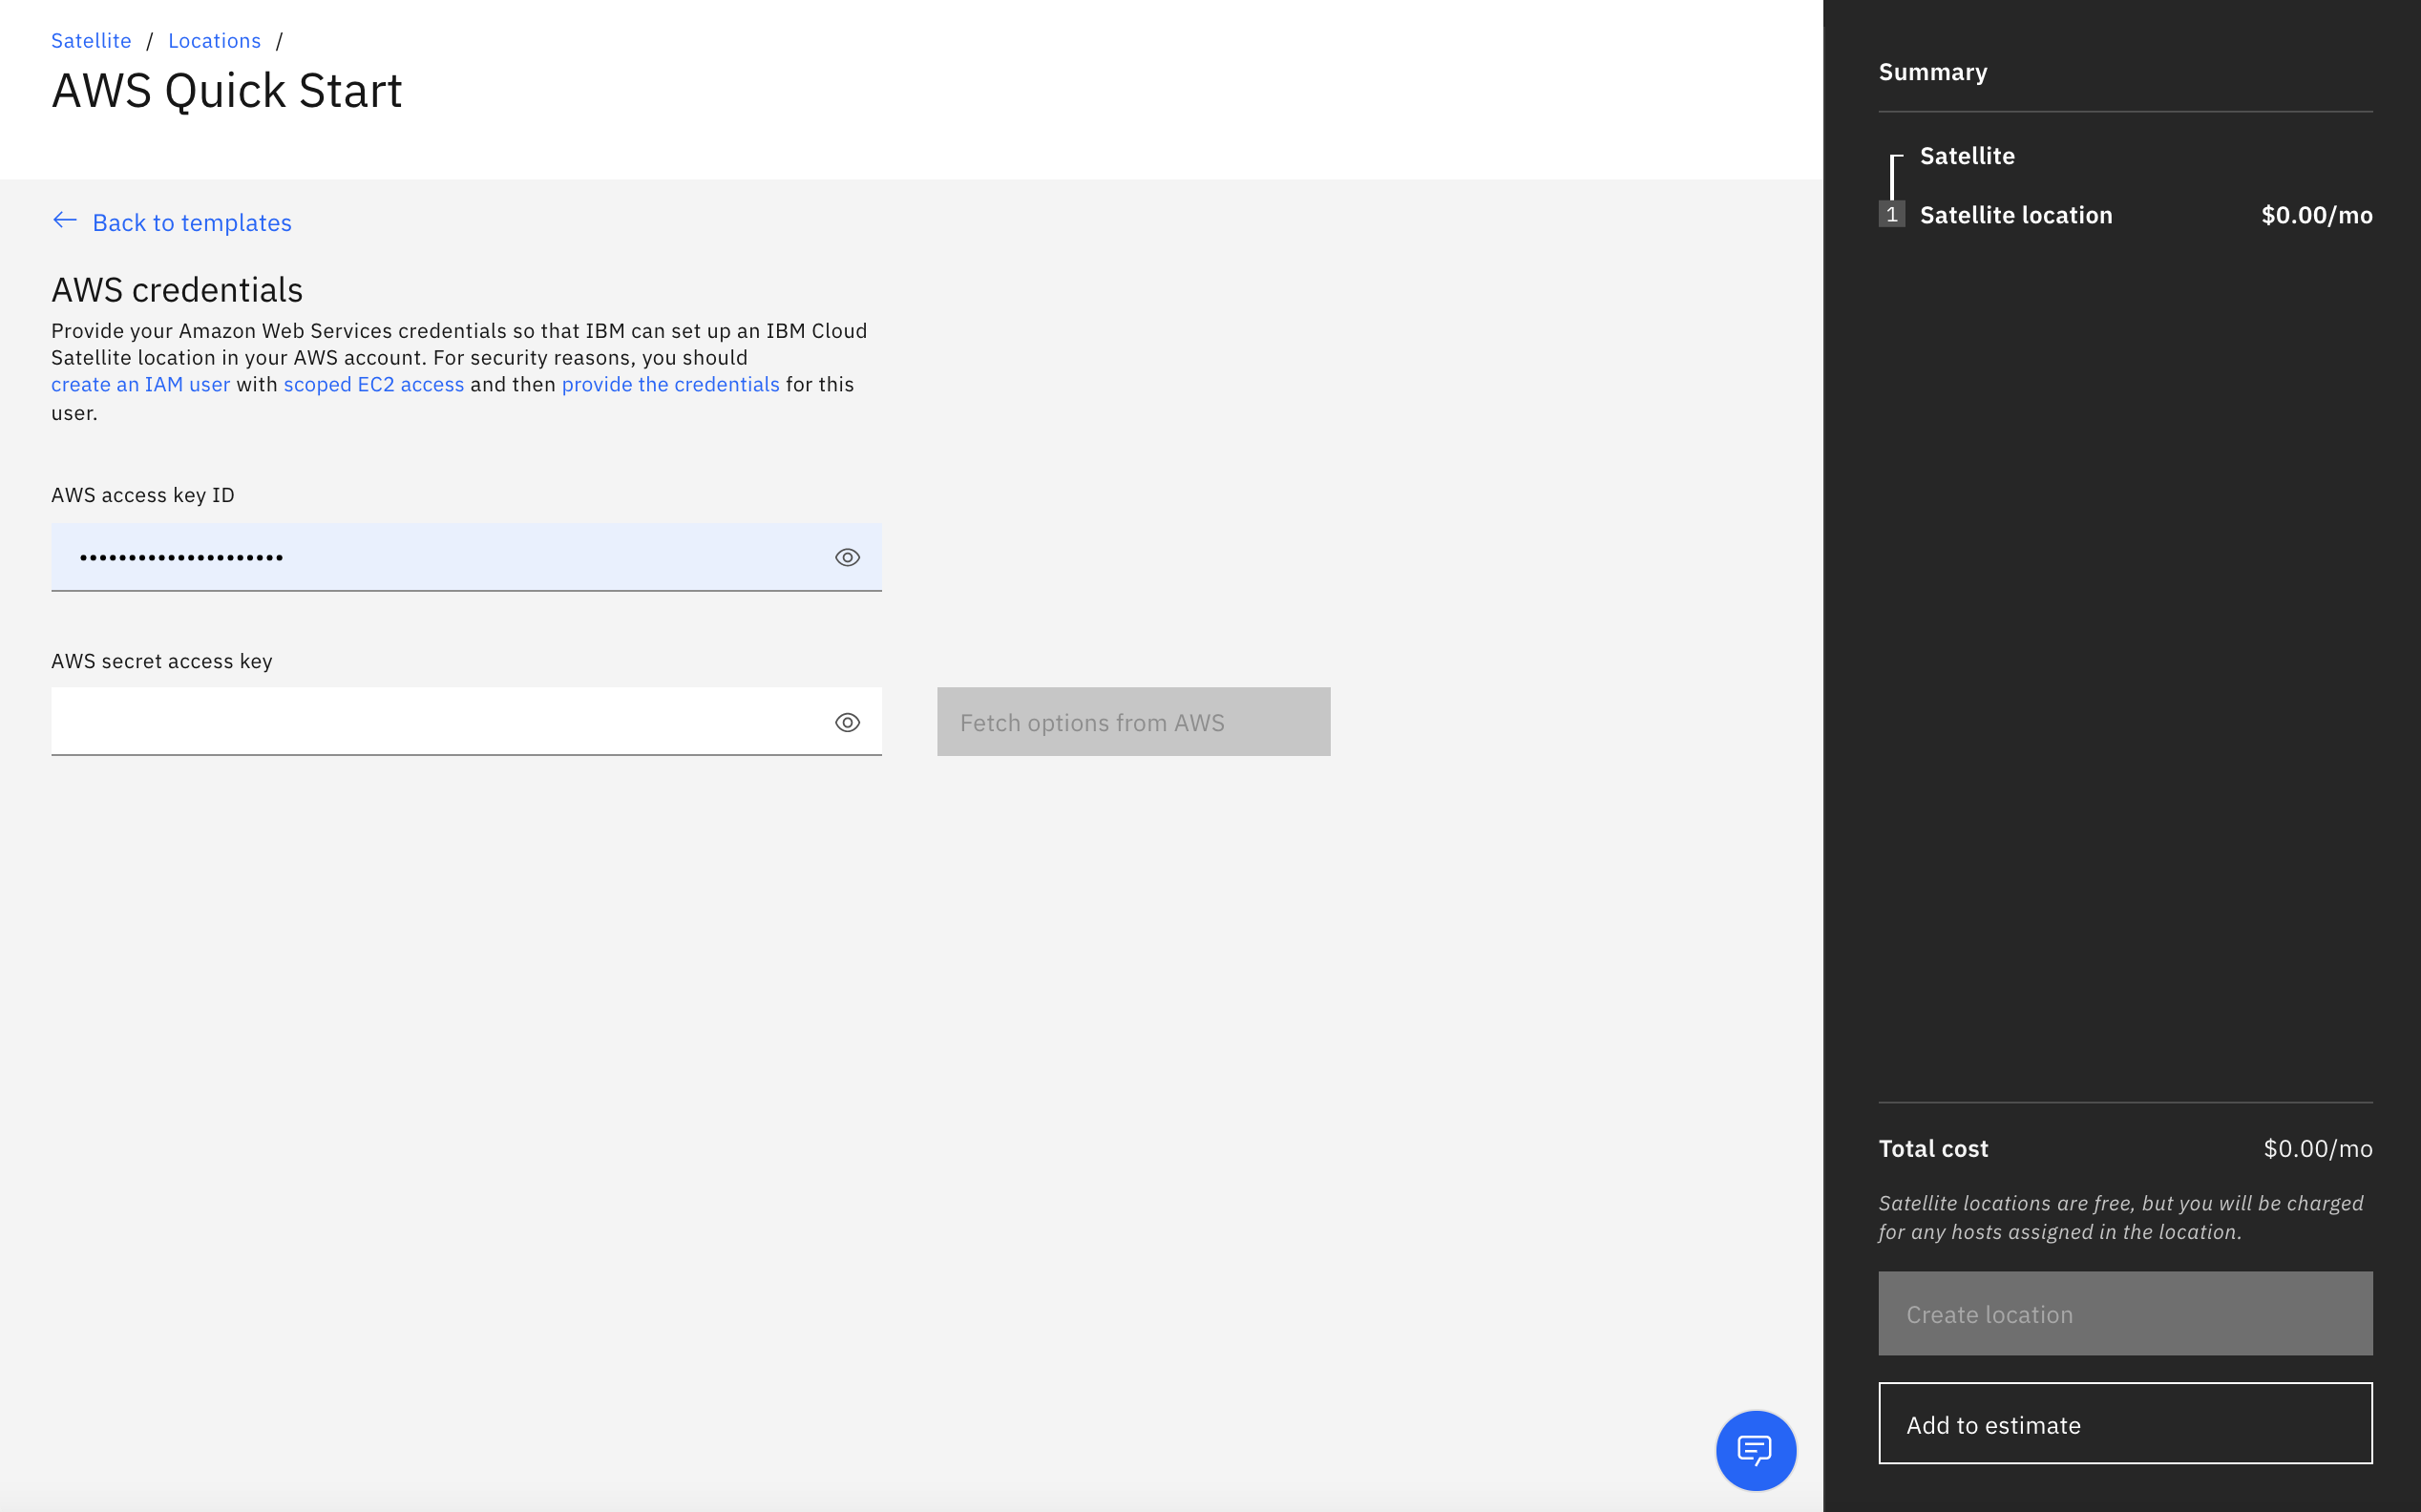 Satellite / Locations /
AWS Quick Start
Back to templates
AWS credentials
Provide your Amazon Web Services credentials so that IBM can set up an IBM Cloud
Satellite location in your AWS account. For security reasons, you should
create an IAM user with scoped EC2 access and then provide the credentials for this
user.
AWS access key ID
•••••••••••••••••••••
AWS secret access key
Fetch options from AWS
Summary
Satellite
1 Satellite location $0.00/mo
Total cost $0.00/mo
Satellite locations are free, but you will be charged
for any hosts assigned in the location.
Create location
Add to estimate